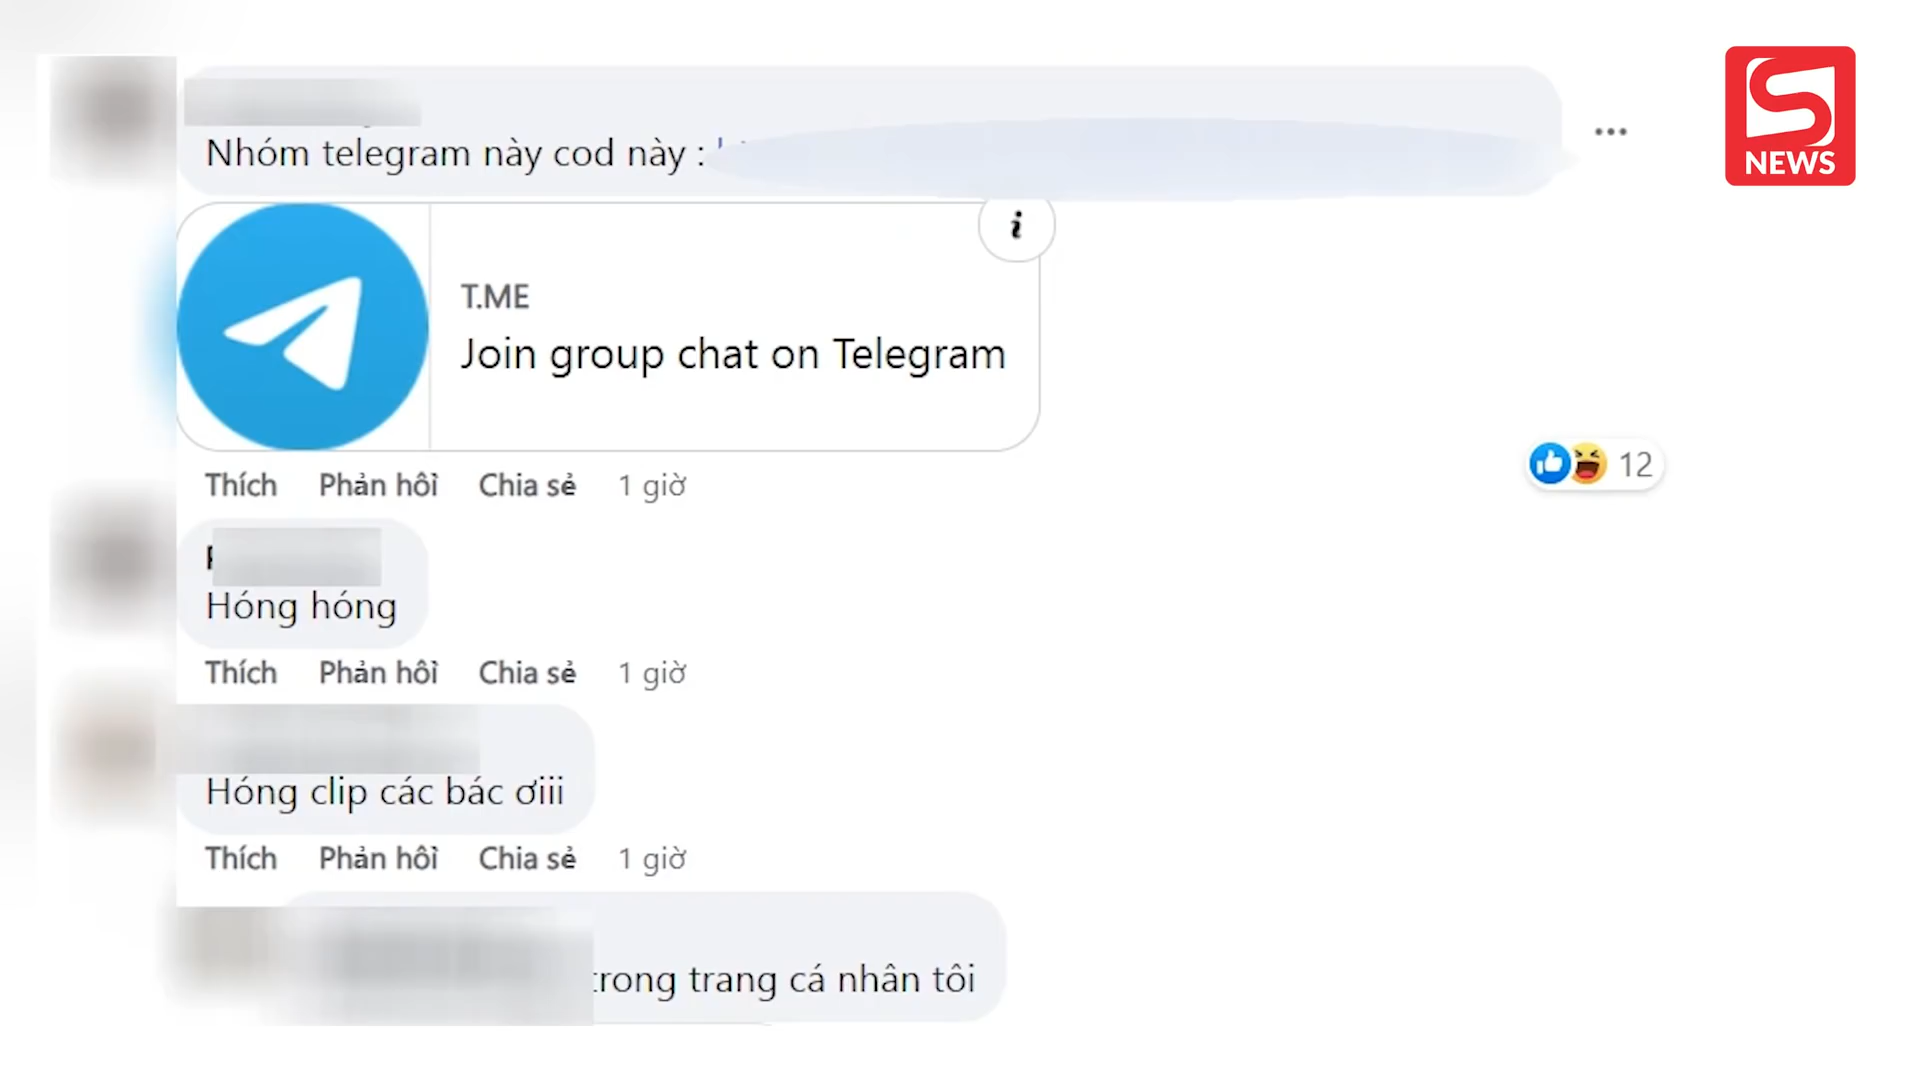 S
NEWS
Nhóm telegram này cod này :
T.ME
Join group chat on Telegram
Thích Phản hồi Chia sẻ 1 giờ
12
Hóng hóng
Thích Phản hồi Chia sẻ 1 giờ
Hóng clip các bác ơiii
Thích Phản hồi Chia sẻ 1 giờ
trong trang cá nhân tôi